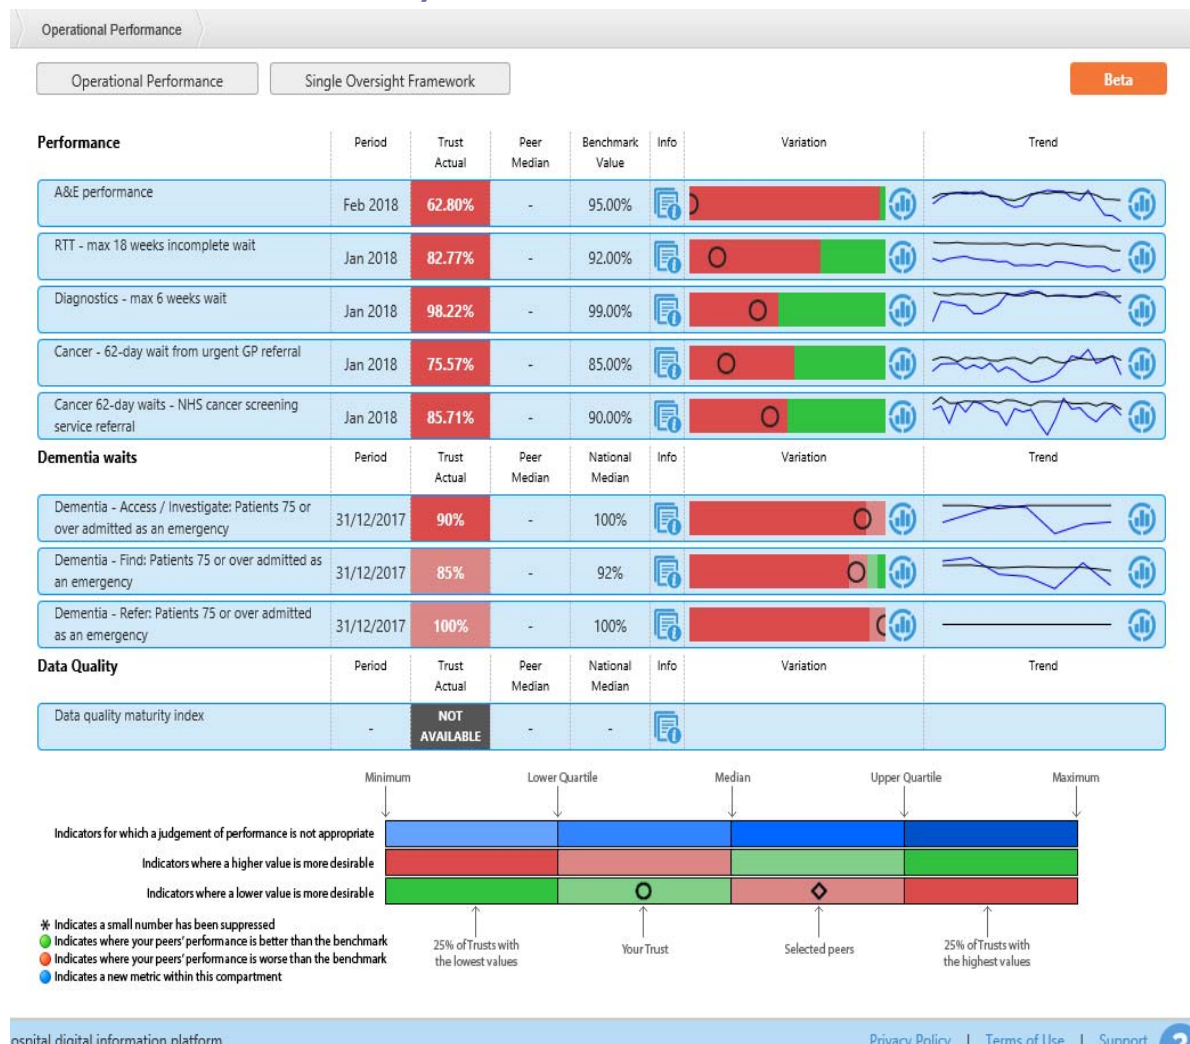 Operational Performance
Operational Performance
Single Oversight Framework
Beta
Performance Period Trust Actual Peer Median Benchmark Value Info Variation Trend
A&E performance Feb 2018 62.80% - 95.00%
RTT - max 18 weeks incomplete wait Jan 2018 82.77% - 92.00%
Diagnostics - max 6 weeks wait Jan 2018 98.22% - 99.00%
Cancer - 62-day wait from urgent GP referral Jan 2018 75.57% - 85.00%
Cancer 62-day waits - NHS cancer screening
service referral Jan 2018 85.71% - 90.00%
Dementia waits Period Trust Actual Peer Median National Median Info Variation Trend
Dementia - Access / Investigate: Patients 75 or
over admitted as an emergency 31/12/2017 90% - 100%
Dementia - Find: Patients 75 or over admitted as
an emergency 31/12/2017 85% - 92%
Dementia - Refer: Patients 75 or over admitted
as an emergency 31/12/2017 100% - 100%
Data Quality Period Trust Actual Peer Median National Median Info Variation Trend
Data quality maturity index - NOT AVAILABLE - -
Minimum Lower Quartile Median Upper Quartile Maximum
Indicators for which a judgement of performance is not appropriate
Indicators where a higher value is more desirable
Indicators where a lower value is more desirable
* Indicates a small number has been suppressed
Indicates where your peers' performance is better than the benchmark
Indicates where your peers' performance is worse than the benchmark
Indicates a new metric within this compartment
25% of Trusts with
the lowest values
Your Trust
Selected peers
25% of Trusts with
the highest values
ospital digital information platform
Privacy Policy | Terms of Use | Support